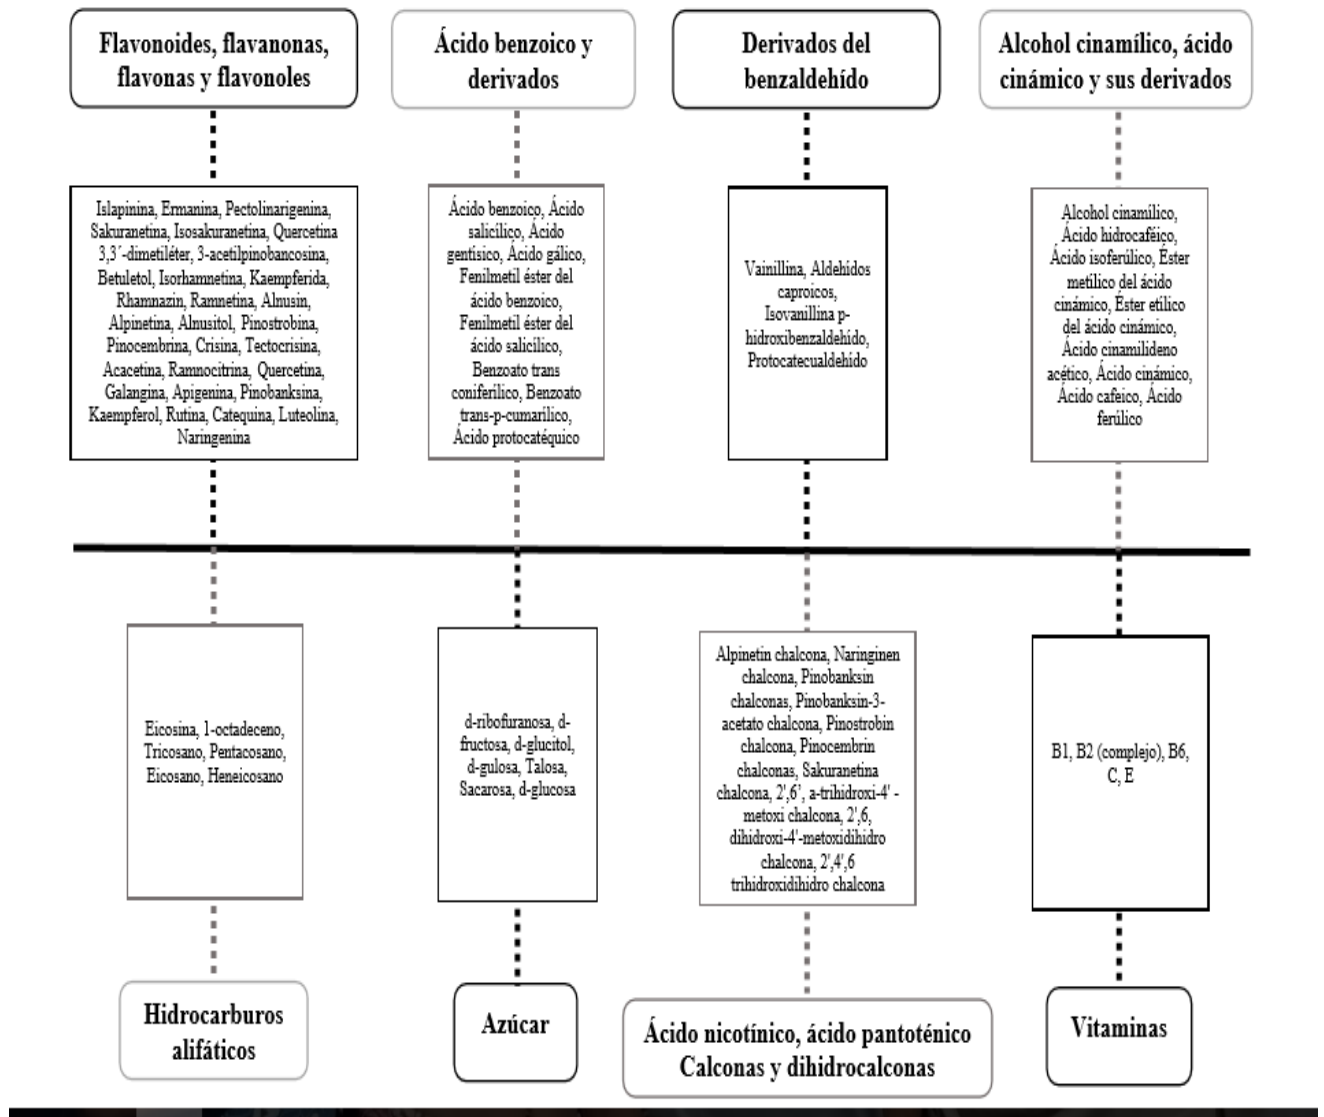 Flavonoides, flavanonas,
flavonas y flavonoles
Ácido benzoico y
derivados
Derivados del
benzaldehído
Alcohol cinamílico, ácido
cinámico y sus derivados
Islapinina, Ermanina, Pectolinarigenina,
Sakuranetina, Isosakuranetina, Quercetina
3,3´-dimetiléter, 3-acetilpinobancosina,
Betuletol, Isorhamnetina, Kaempferida,
Rhamnazin, Ramnetina, Alnusin,
Alpinetina, Alnusitol, Pinostrobina,
Pinocembrina, Crisina, Tectocrisina,
Acacetina, Ramnocitrina, Quercetina,
Galangina, Apigenina, Pinobanksina,
Kaempferol, Rutina, Catequina, Luteolina,
Naringenina
Ácido benzoico, Ácido
salicílico, Ácido
gentísico, Ácido gálico,
Fenilmetil éster del
ácido benzoico,
Fenilmetil éster del
ácido salicílico,
Benzoato trans
coniferílico, Benzoato
trans-p-cumarílico,
Ácido protocatéquico
Vainillina, Aldehidos
caproicos,
Isovanillina p-
hidroxibenzaldehído,
Protocatecualdehído
Alcohol cinamílico,
Ácido hidrocaféico,
Ácido isoferúlico, Éster
metílico del ácido
cinámico, Éster etílico
del ácido cinámico,
Ácido cinamilideno
acético, Ácido cinámico,
Ácido cafeico, Ácido
ferúlico
Eicosina, 1-octadeceno,
Tricosano, Pentacosano,
Eicosano, Heneicosano
d-ribofuranosa, d-
fructosa, d-glucitol,
d-gulosa, Talosa,
Sacarosa, d-glucosa
Alpinetin chalcona, Naringinen
chalcona, Pinobanksin
chalconas, Pinobanksin-3-
acetato chalcona, Pinostrobin
chalcona, Pinocembrin
chalconas, Sakuranetina
chalcona, 2',6’, a-trihidroxi-4' -
metoxi chalcona, 2',6,
dihidroxi-4'-metoxidihidro
chalcona, 2',4',6
trihidroxidihidro chalcona
B1, B2 (complejo), B6,
C, E
Hidrocarburos
alifáticos
Azúcar
Ácido nicotínico, ácido pantoténico
Calconas y dihidrocalconas
Vitaminas